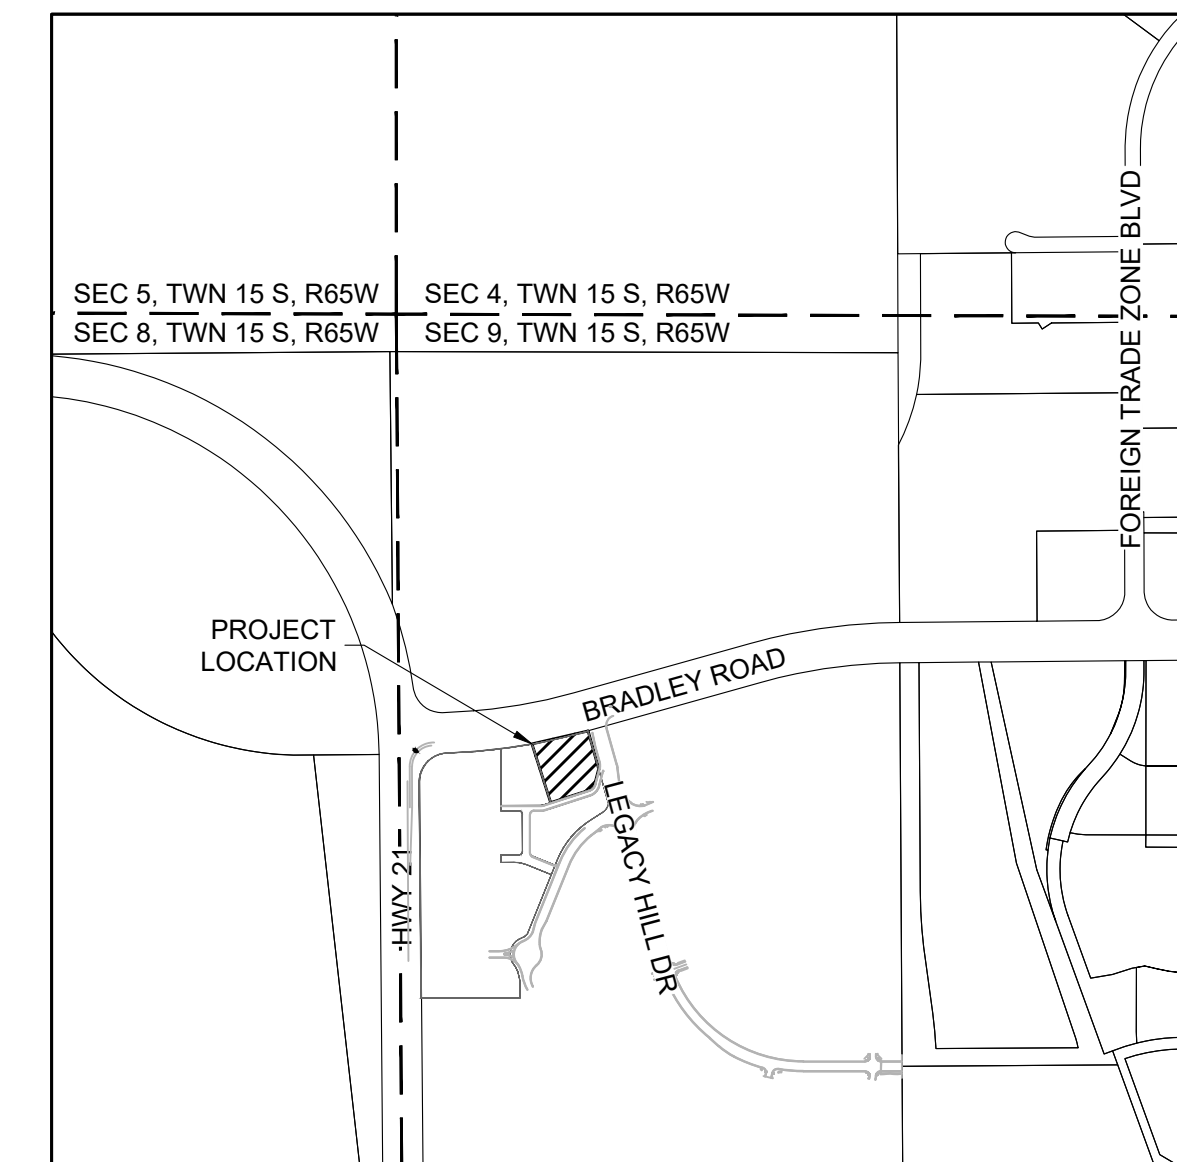 SEC 5, TWN 15 S, R65W
SEC 4, TWN 15 S, R65W
SEC 8, TWN 15 S, R65W
SEC 9, TWN 15 S, R65W
FOREIGN TRADE ZONE BLVD
PROJECT
LOCATION
BRADLEY ROAD
LEGACY HILL DR
HWY 21